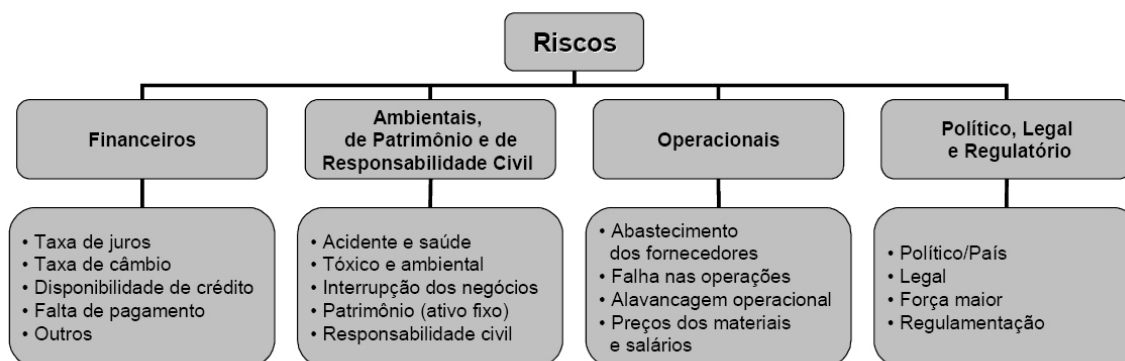 Riscos
Financeiros
Ambientais,
de Patrimônio e de
Responsabilidade Civil
Operacionais
Político, Legal
e Regulatório
• Taxa de juros
• Taxa de câmbio
• Disponibilidade de crédito
• Falta de pagamento
• Outros
• Acidente e saúde
• Tóxico e ambiental
• Interrupção dos negócios
• Patrimônio (ativo fixo)
• Responsabilidade civil
• Abastecimento
dos fornecedores
• Falha nas operações
• Alavancagem operacional
• Preços dos materiais
e salários
• Político/País
• Legal
• Força maior
• Regulamentação